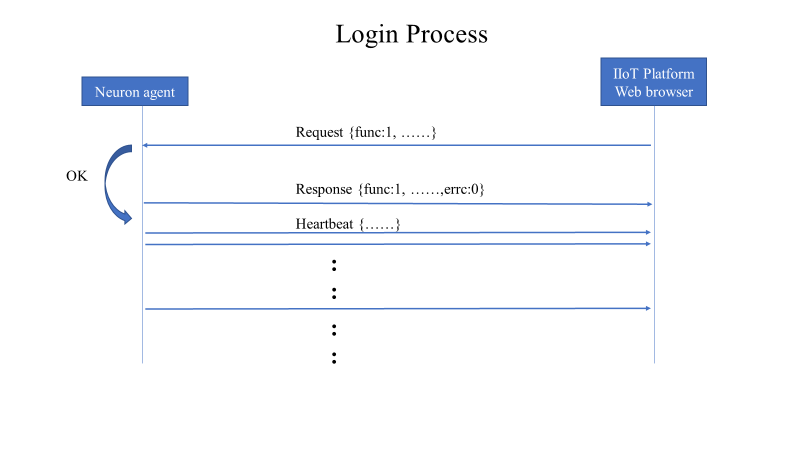 Login Process
IIoT Platform
Web browser
Neuron agent
Request {func:1, ……}
OK
Response {func:1, ……,errc:0}
Heartbeat {……}
:
:
:
: